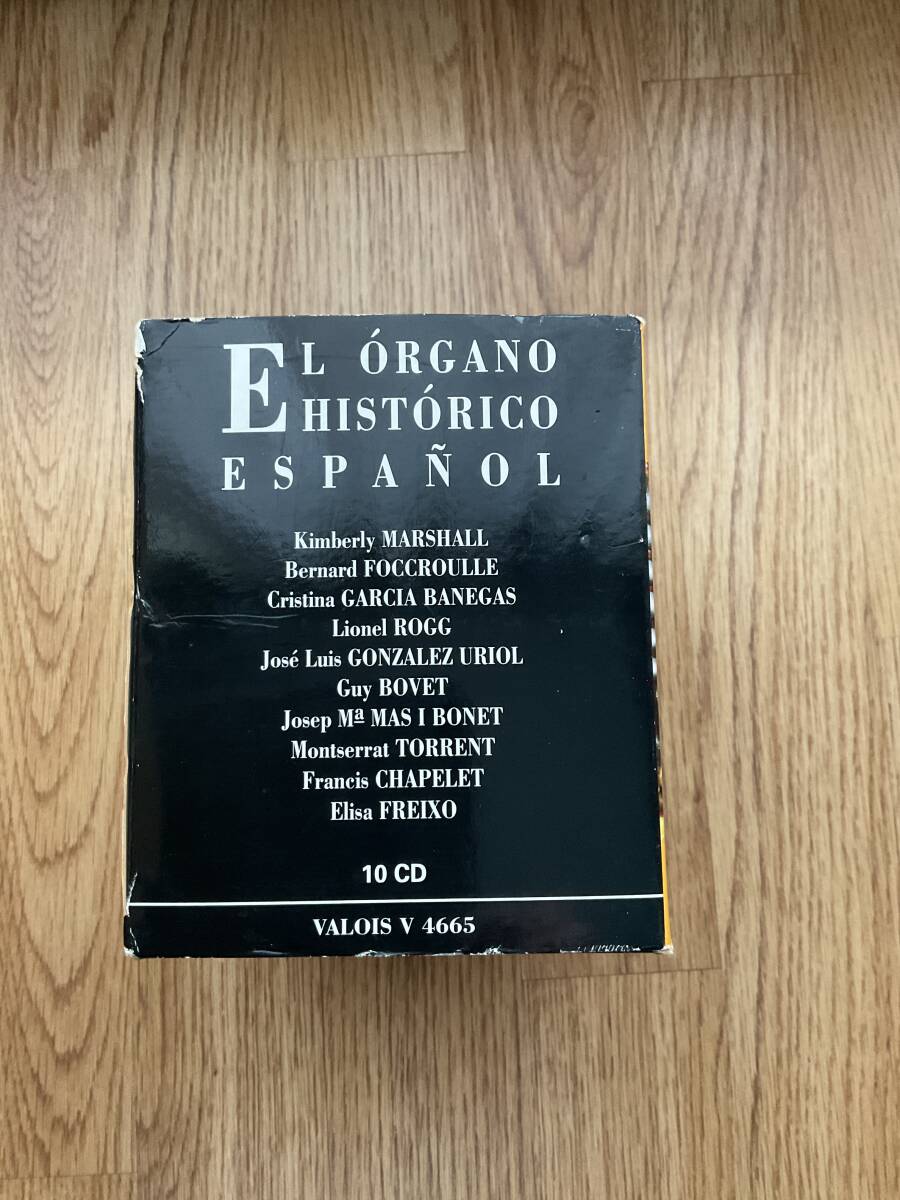 EL ÓRGANO
HISTÓRICO
ESPAÑOL
Kimberly MARSHALL
Bernard FOCCROULLE
Cristina GARCIA BANEGAS
Lionel ROGG
José Luis GONZALEZ URIOL
Guy BOVET
Josep Mª MAS I BONET
Montserrat TORRENT
Francis CHAPELET
Elisa FREIXO
10 CD
VALOIS V 4665